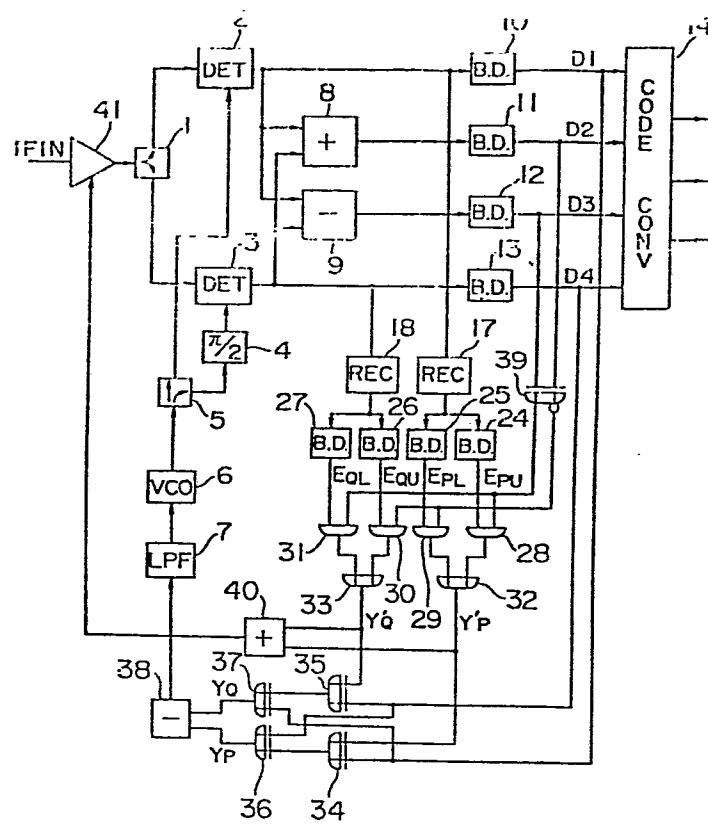 2
10
14
DET
B.D.
D1
41
1
8
11
CODE CONV
IFIN
+
B.D.
D2
12
−
B.D.
D3
3
9
13
DET
B.D.
D4
π/2
4
18
17
39
REC
REC
5
27
26
25
24
B.D.
B.D.
B.D.
B.D.
6
VCO
EQL
EQU
EPL
EPU
7
LPF
31
30
29
28
33
32
40
Y'Q
Y'P
+
38
37
35
YQ
−
YP
36
34